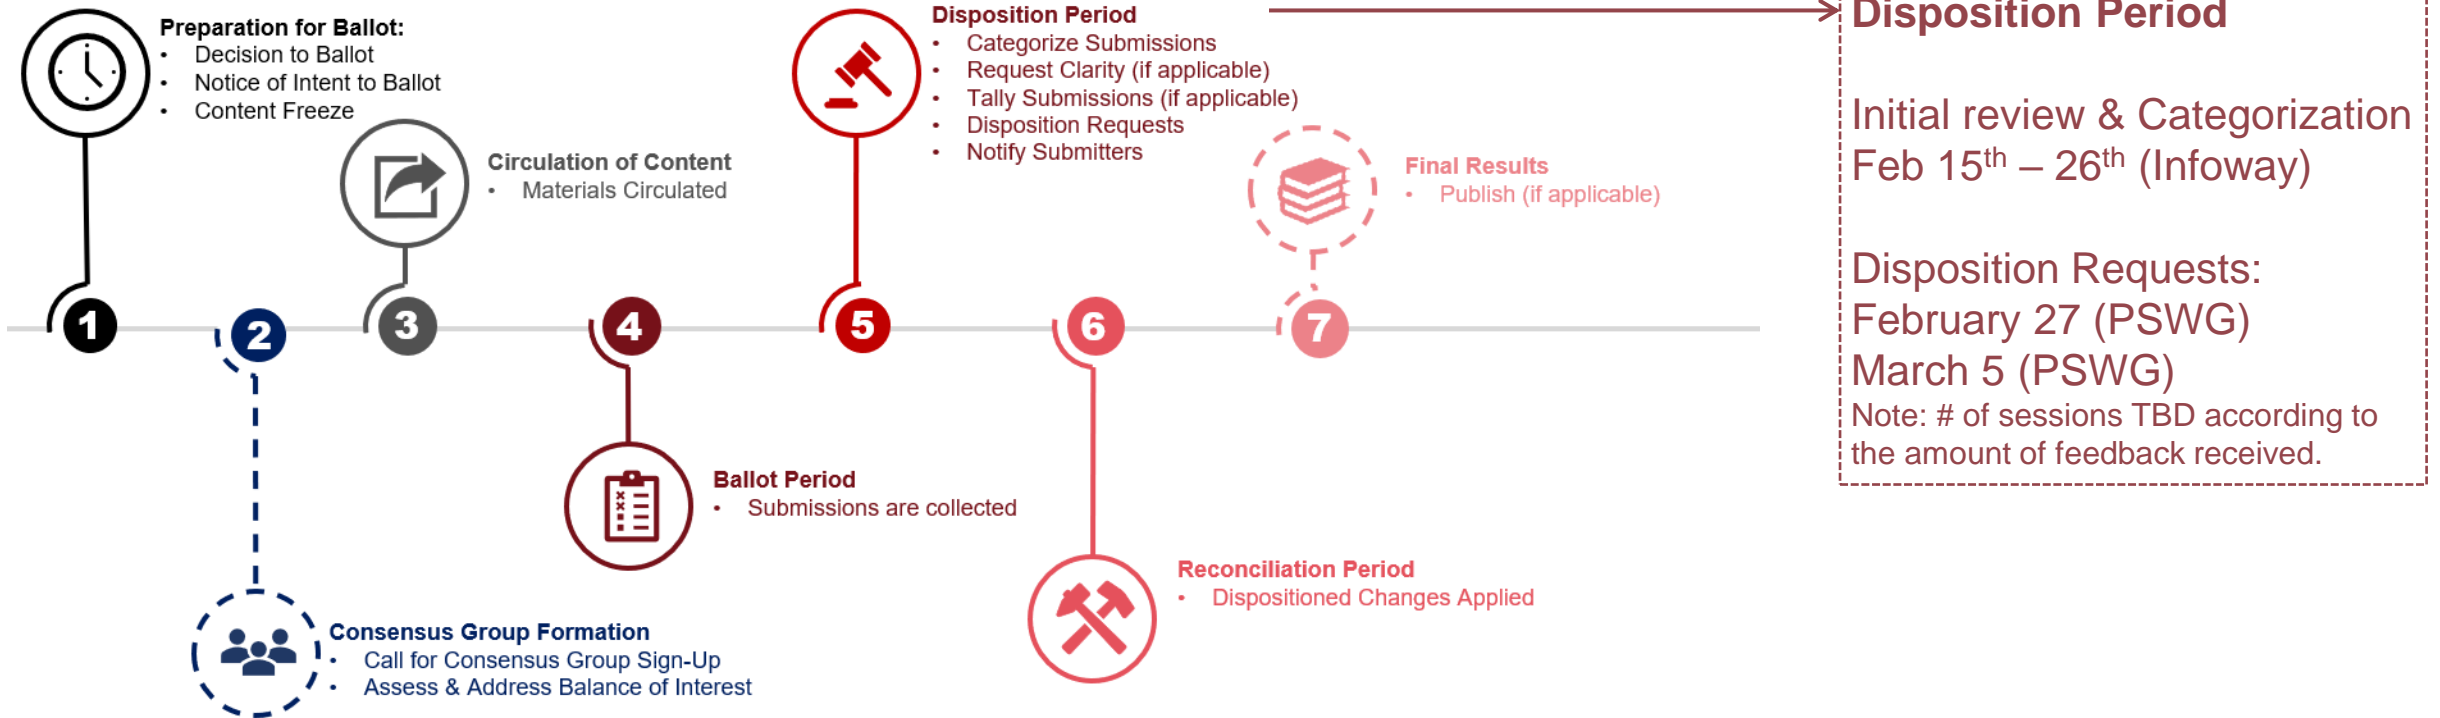 Preparation for Ballot:
• Decision to Ballot
• Notice of Intent to Ballot
• Content Freeze
Circulation of Content
• Materials Circulated
Disposition Period
• Categorize Submissions
• Request Clarity (if applicable)
• Tally Submissions (if applicable)
• Disposition Requests
• Notify Submitters
Final Results
• Publish (if applicable)
1
2
3
4
5
6
7
Ballot Period
• Submissions are collected
Reconciliation Period
• Dispositioned Changes Applied
Consensus Group Formation
• Call for Consensus Group Sign-Up
• Assess & Address Balance of Interest
Disposition Period
Initial review & Categorization
Feb 15th – 26th (Infoway)
Disposition Requests:
February 27 (PSWG)
March 5 (PSWG)
Note: # of sessions TBD according to
the amount of feedback received.